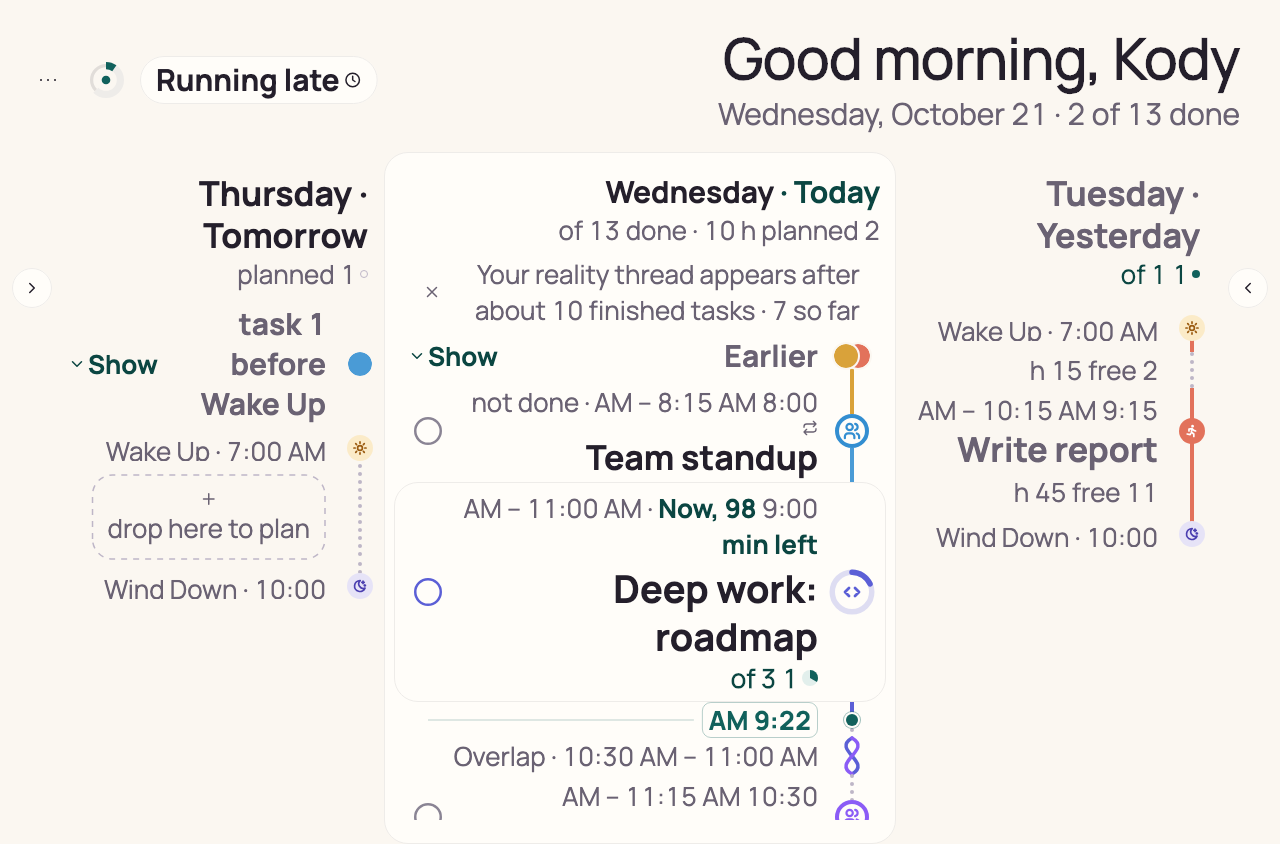 Good morning, Kody
Wednesday, October 21 · 2 of 13 done
Running late
Tuesday ·
Yesterday
of 1 1
Wake Up · 7:00 AM
h 15 free 2
AM – 10:15 AM 9:15
Write report
h 45 free 11
Wind Down · 10:00
Wednesday · Today
of 13 done · 10 h planned 2
Your reality thread appears after
about 10 finished tasks · 7 so far
Earlier
Show
not done · AM – 8:15 AM 8:00
Team standup
AM – 11:00 AM · Now, 98 9:00
min left
Deep work:
roadmap
of 3 1
AM 9:22
Overlap · 10:30 AM – 11:00 AM
AM – 11:15 AM 10:30
Thursday ·
Tomorrow
planned 1
task 1
before
Wake Up
Show
Wake Up · 7:00 AM
+
drop here to plan
Wind Down · 10:00